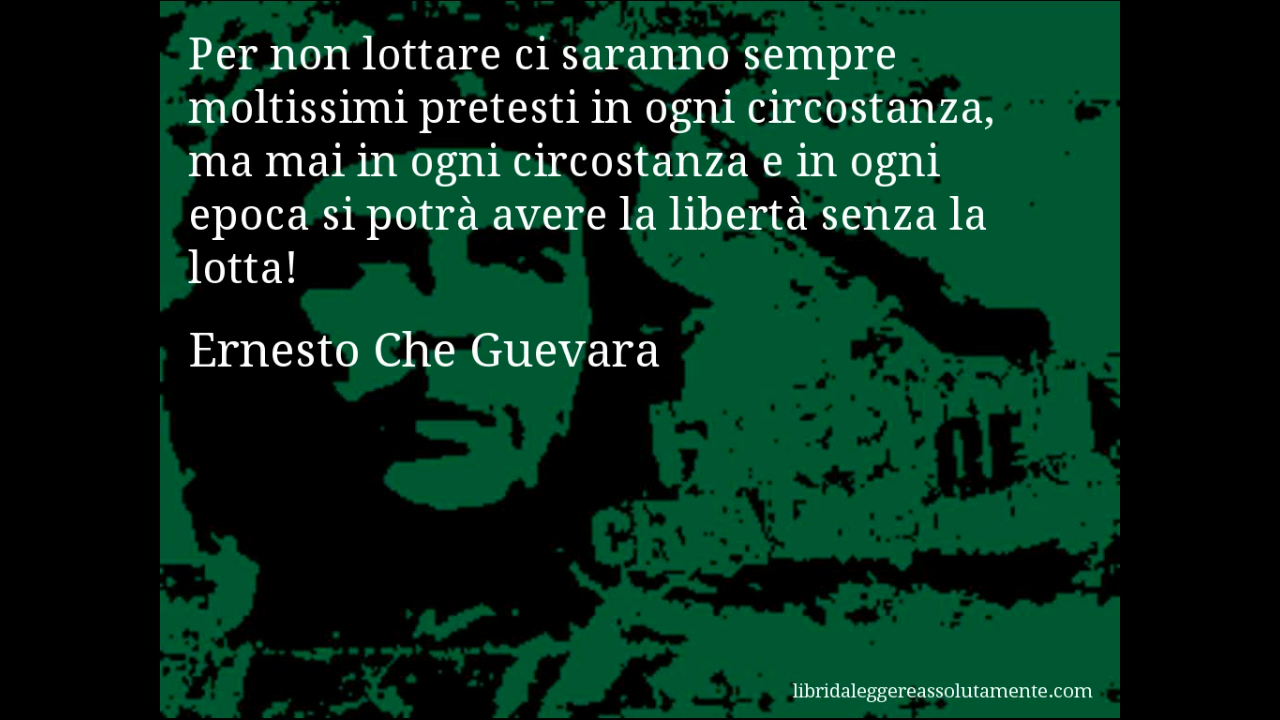 Per non lottare ci saranno sempre
moltissimi pretesti in ogni circostanza,
ma mai in ogni circostanza e in ogni
epoca si potrà avere la libertà senza la
lotta!
Ernesto Che Guevara
libridaleggereassolutamente.com